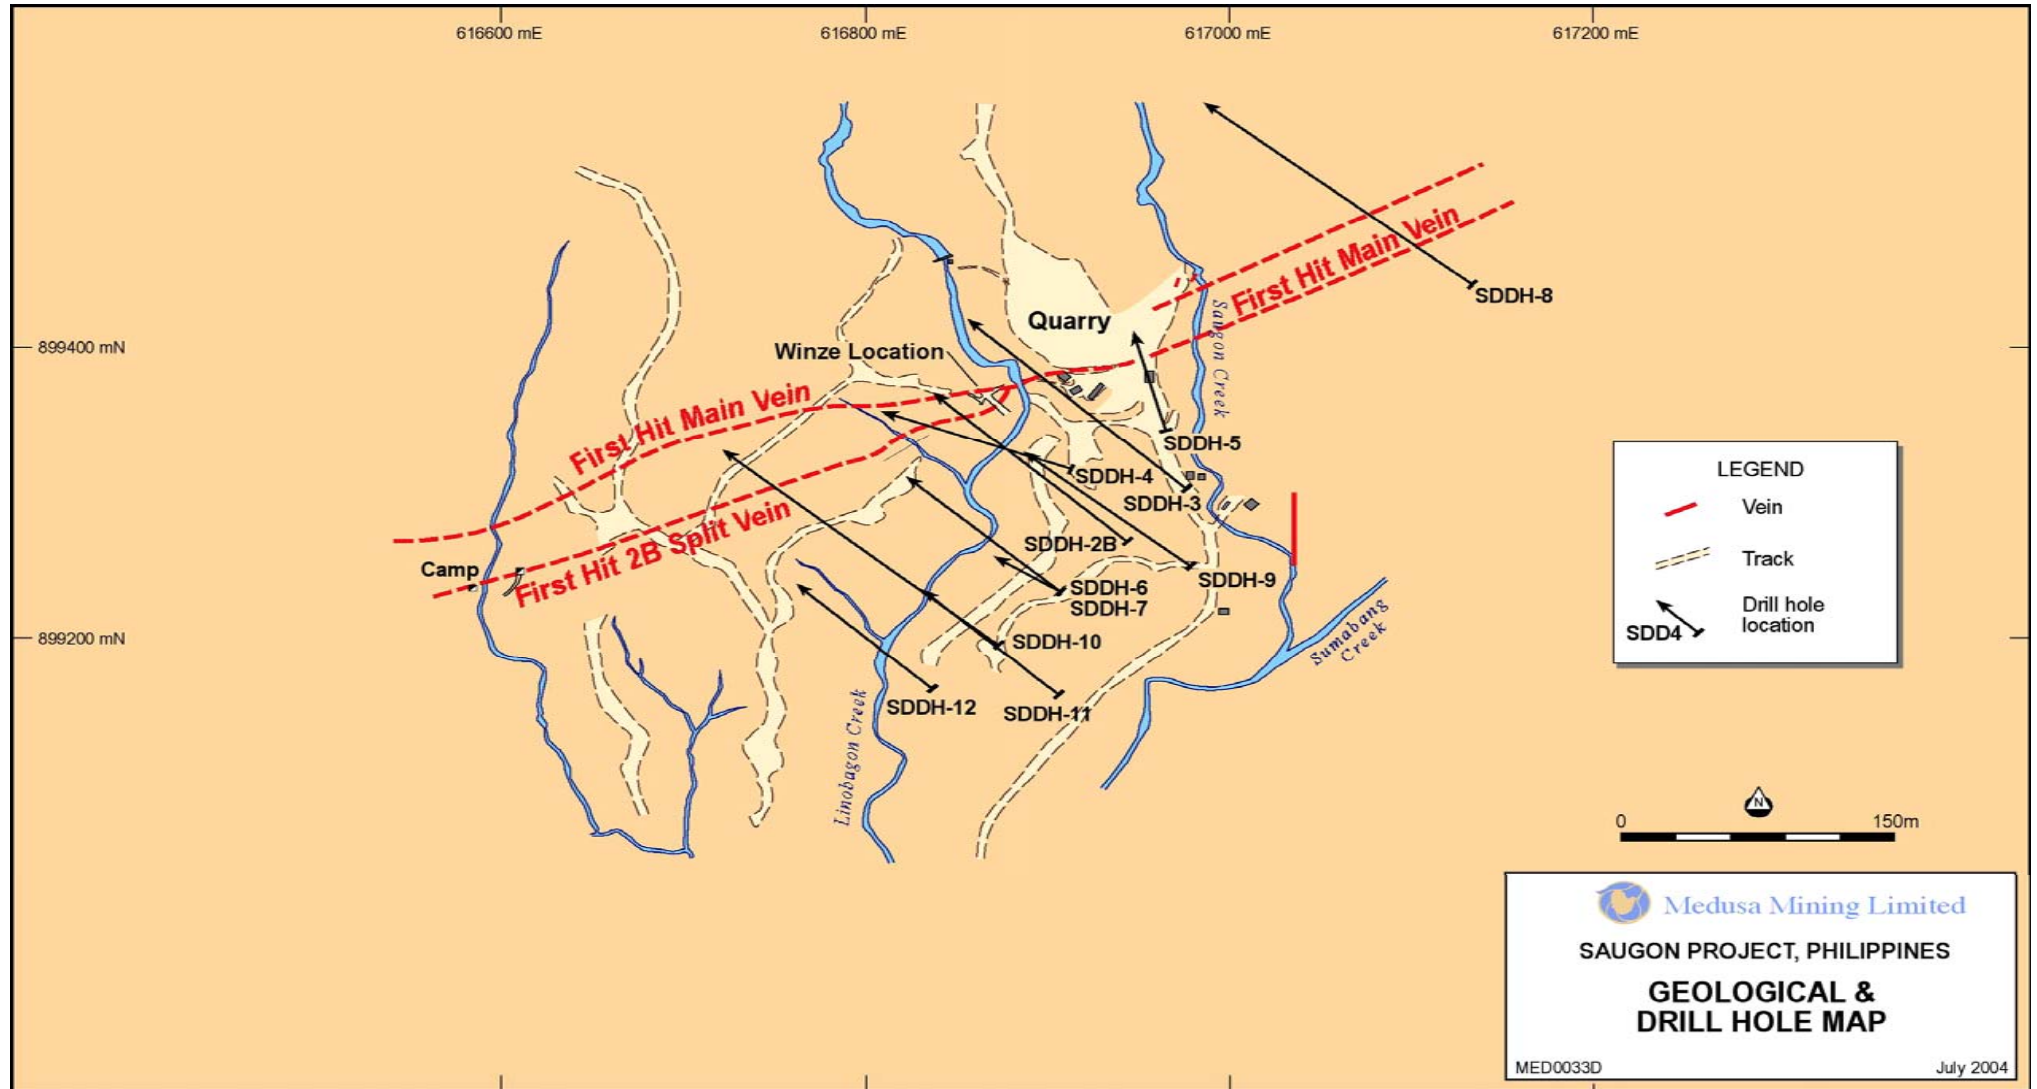 616600 mE
616800 mE
617000 mE
617200 mE
SDDH-8
First Hit Main Vein
Saugon Creek
Quarry
899400 mN
Winze Location
First Hit Main Vein
SDDH-5
SDDH-4
SDDH-3
SDDH-2B
First Hit 2B Split Vein
Camp
SDDH-9
SDDH-6
SDDH-7
899200 mN
SDDH-10
Sumabang
Creek
SDDH-12
SDDH-11
Linobagon Creek
LEGEND
Vein
Track
SDD4
Drill hole
location
N
0 150m
Medusa Mining Limited
SAUGON PROJECT, PHILIPPINES
GEOLOGICAL &
DRILL HOLE MAP
MED0033D July 2004